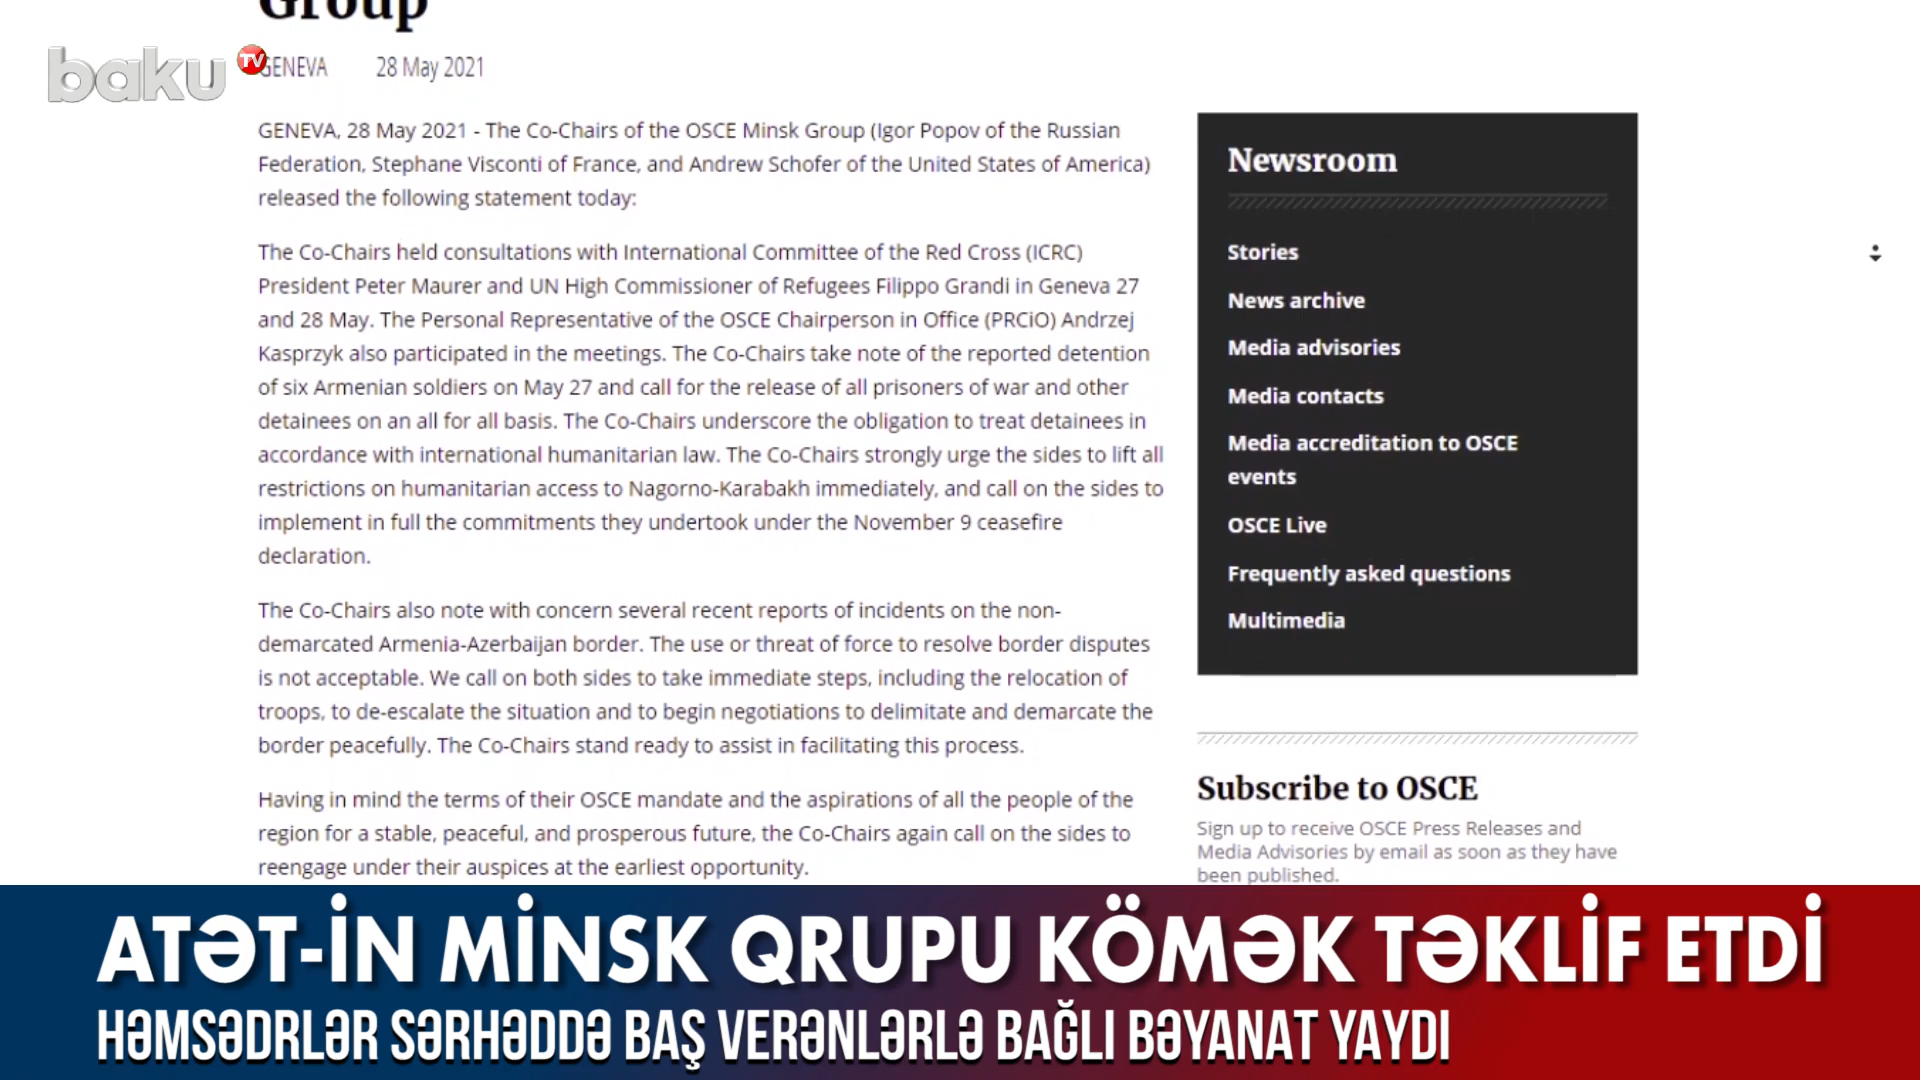 Group
baku TV
GENEVA 28 May 2021
GENEVA, 28 May 2021 - The Co-Chairs of the OSCE Minsk Group (Igor Popov of the Russian
Federation, Stephane Visconti of France, and Andrew Schofer of the United States of America)
released the following statement today:
The Co-Chairs held consultations with International Committee of the Red Cross (ICRC)
President Peter Maurer and UN High Commissioner of Refugees Filippo Grandi in Geneva 27
and 28 May. The Personal Representative of the OSCE Chairperson in Office (PRCiO) Andrzej
Kasprzyk also participated in the meetings. The Co-Chairs take note of the reported detention
of six Armenian soldiers on May 27 and call for the release of all prisoners of war and other
detainees on an all for all basis. The Co-Chairs underscore the obligation to treat detainees in
accordance with international humanitarian law. The Co-Chairs strongly urge the sides to lift all
restrictions on humanitarian access to Nagorno-Karabakh immediately, and call on the sides to
implement in full the commitments they undertook under the November 9 ceasefire
declaration.
The Co-Chairs also note with concern several recent reports of incidents on the non-
demarcated Armenia-Azerbaijan border. The use or threat of force to resolve border disputes
is not acceptable. We call on both sides to take immediate steps, including the relocation of
troops, to de-escalate the situation and to begin negotiations to delimitate and demarcate the
border peacefully. The Co-Chairs stand ready to assist in facilitating this process.
Having in mind the terms of their OSCE mandate and the aspirations of all the people of the
region for a stable, peaceful, and prosperous future, the Co-Chairs again call on the sides to
reengage under their auspices at the earliest opportunity.
Newsroom
Stories
News archive
Media advisories
Media contacts
Media accreditation to OSCE
events
OSCE Live
Frequently asked questions
Multimedia
Subscribe to OSCE
Sign up to receive OSCE Press Releases and
Media Advisories by email as soon as they have
been published.
ATƏT-İN MİNSK QRUPU KÖMƏK TƏKLİF ETDİ
HƏMSƏDRLƏR SƏRHƏDDƏ BAŞ VERƏNLƏRLƏ BAĞLI BƏYANAT YAYDI